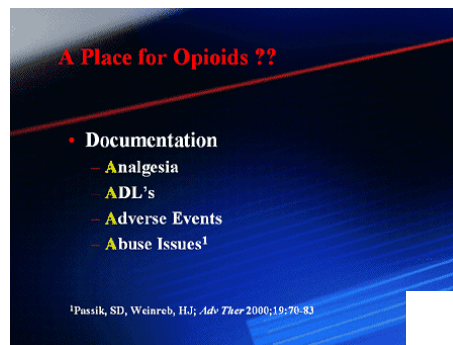 A Place for Opioids ??
• Documentation
– Analgesia
– ADL's
– Adverse Events
– Abuse Issues¹
¹Passik, SD, Weinreb, HJ; Adv Ther 2000;19:70-83